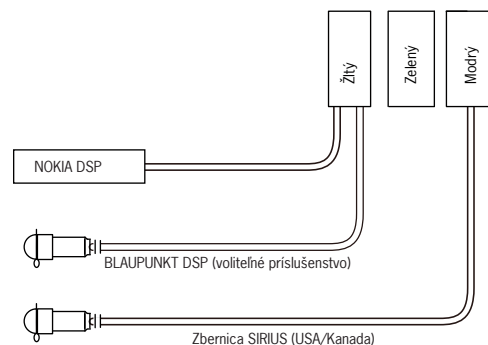 Žltý
Zelený
Modrý
NOKIA DSP
BLAUPUNKT DSP (voliteľné príslušenstvo)
Zbernica SIRIUS (USA/Kanada)